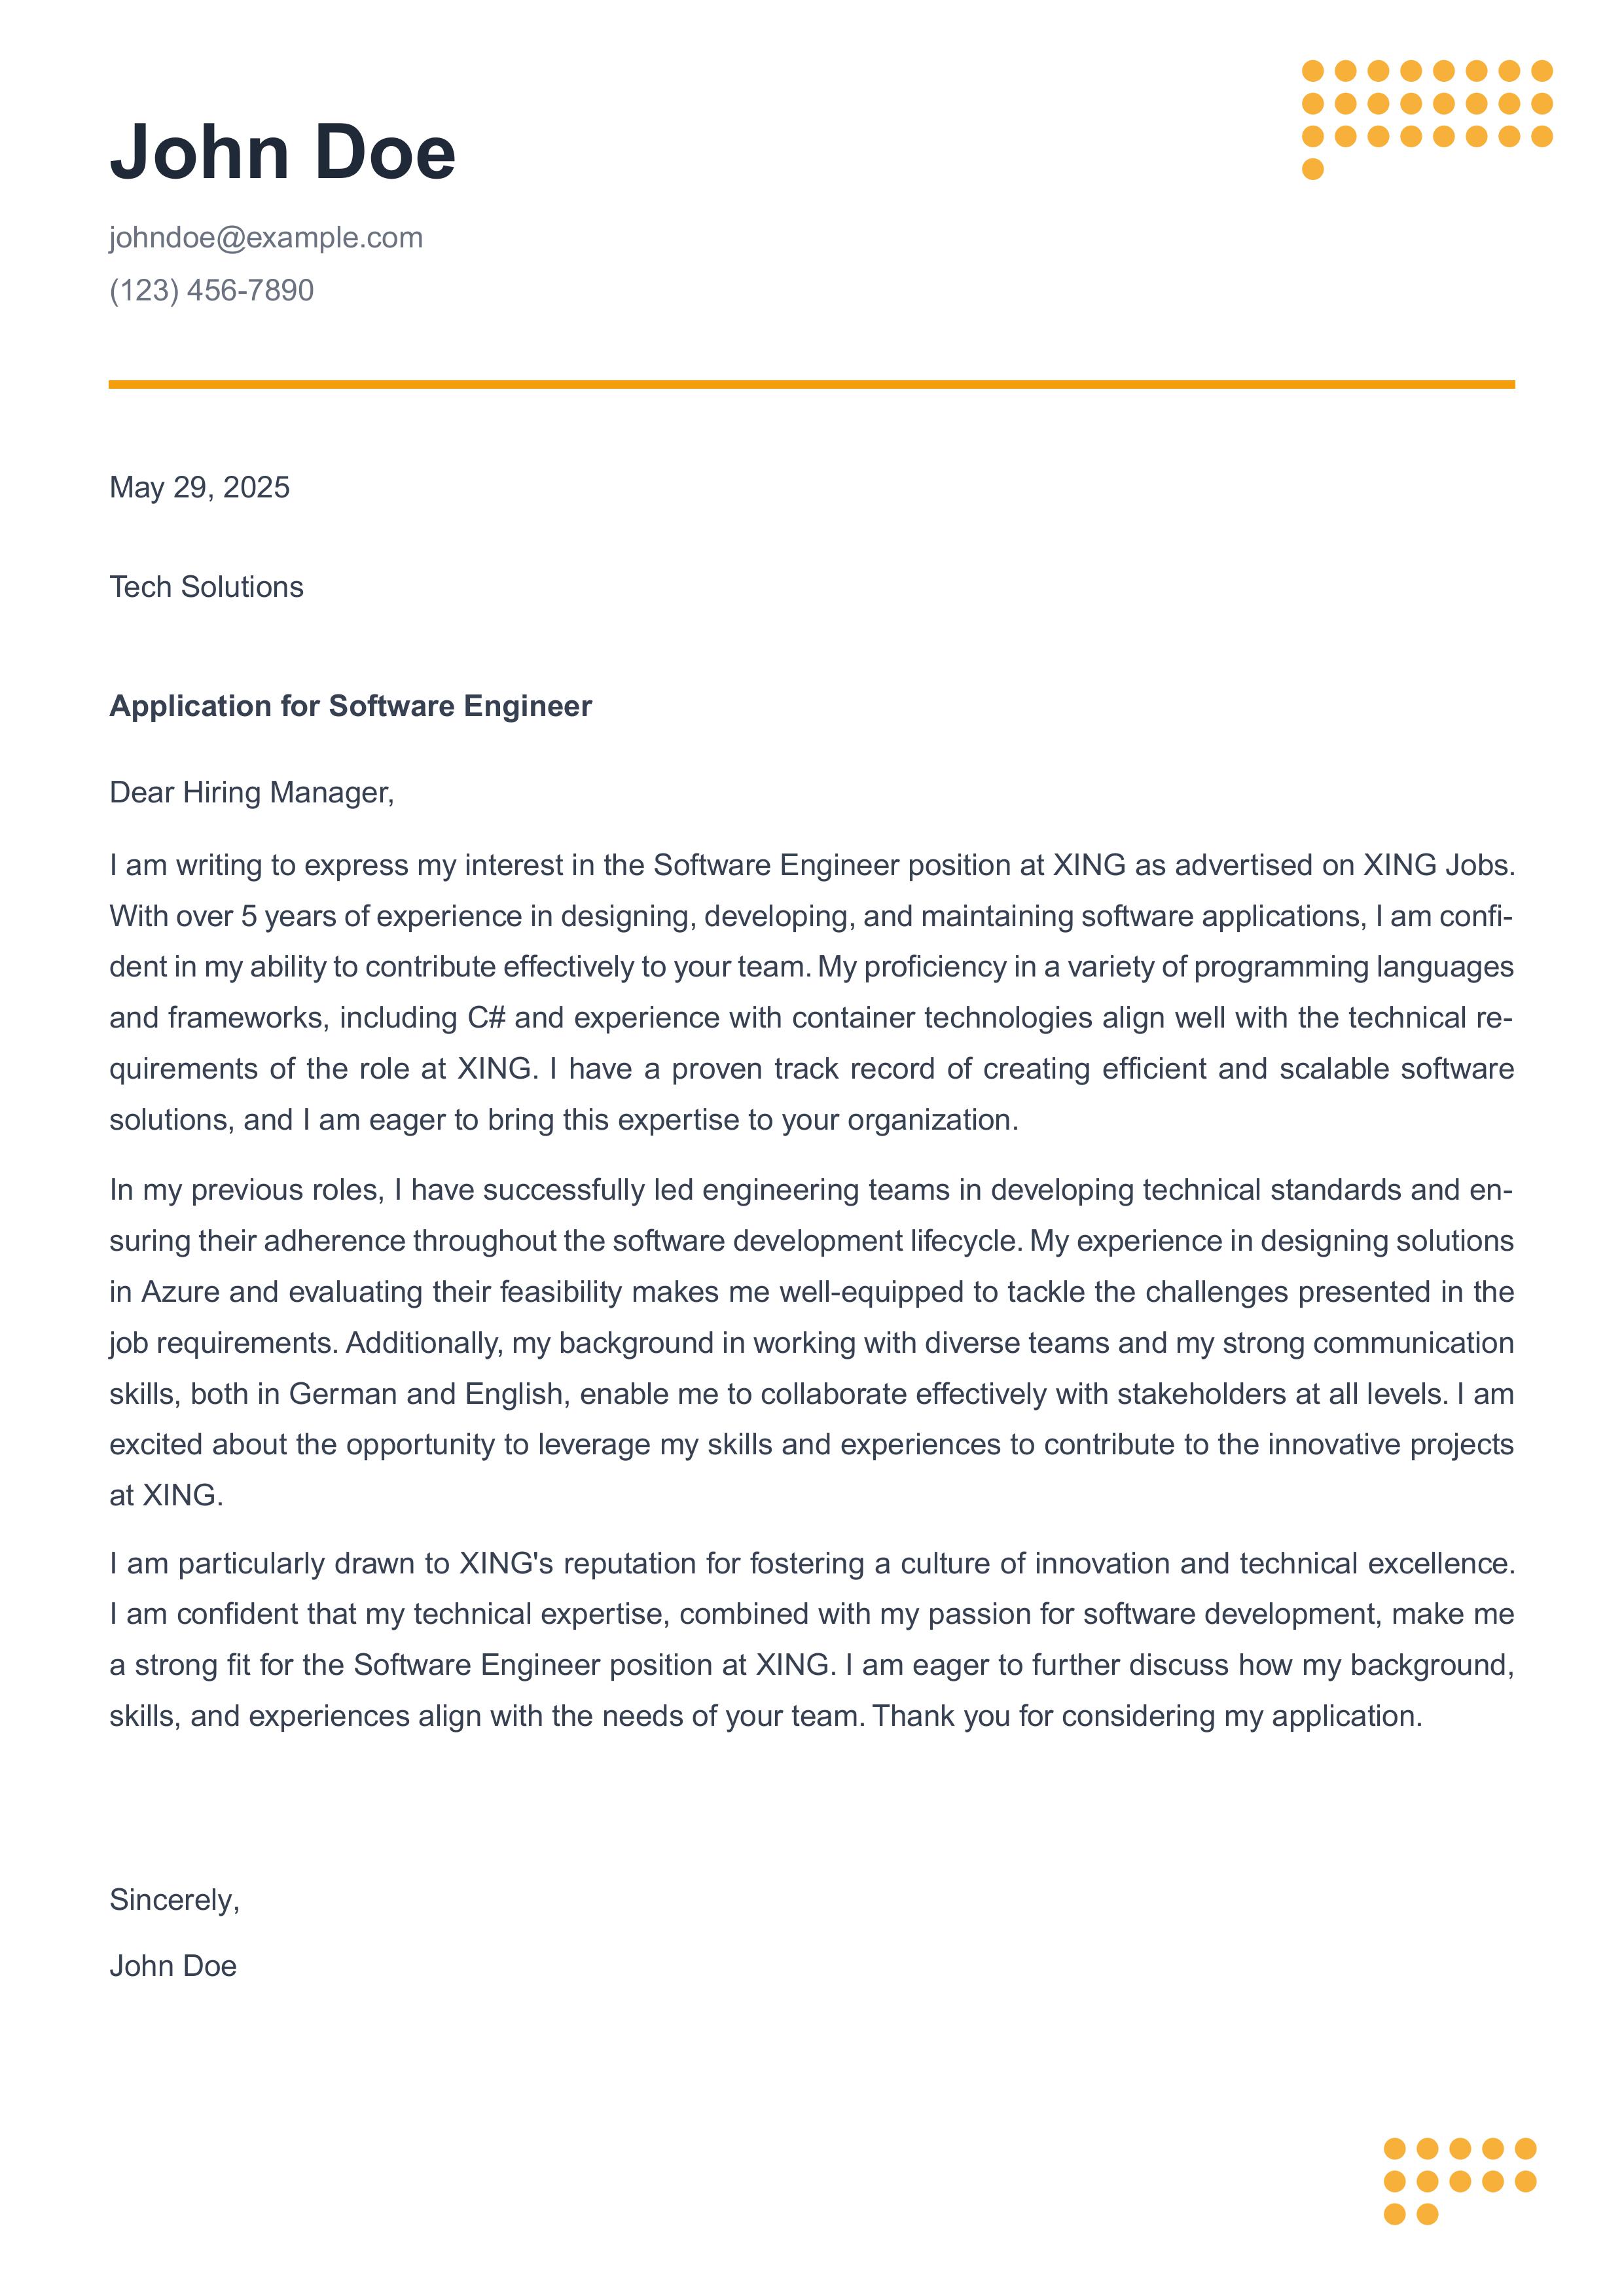 John Doe
johndoe@example.com
(123) 456-7890
May 29, 2025
Tech Solutions
Application for Software Engineer
Dear Hiring Manager,
I am writing to express my interest in the Software Engineer position at XING as advertised on XING Jobs.
With over 5 years of experience in designing, developing, and maintaining software applications, I am confi-
dent in my ability to contribute effectively to your team. My proficiency in a variety of programming languages
and frameworks, including C# and experience with container technologies align well with the technical re-
quirements of the role at XING. I have a proven track record of creating efficient and scalable software
solutions, and I am eager to bring this expertise to your organization.
In my previous roles, I have successfully led engineering teams in developing technical standards and en-
suring their adherence throughout the software development lifecycle. My experience in designing solutions
in Azure and evaluating their feasibility makes me well-equipped to tackle the challenges presented in the
job requirements. Additionally, my background in working with diverse teams and my strong communication
skills, both in German and English, enable me to collaborate effectively with stakeholders at all levels. I am
excited about the opportunity to leverage my skills and experiences to contribute to the innovative projects
at XING.
I am particularly drawn to XING's reputation for fostering a culture of innovation and technical excellence.
I am confident that my technical expertise, combined with my passion for software development, make me
a strong fit for the Software Engineer position at XING. I am eager to further discuss how my background,
skills, and experiences align with the needs of your team. Thank you for considering my application.
Sincerely,
John Doe